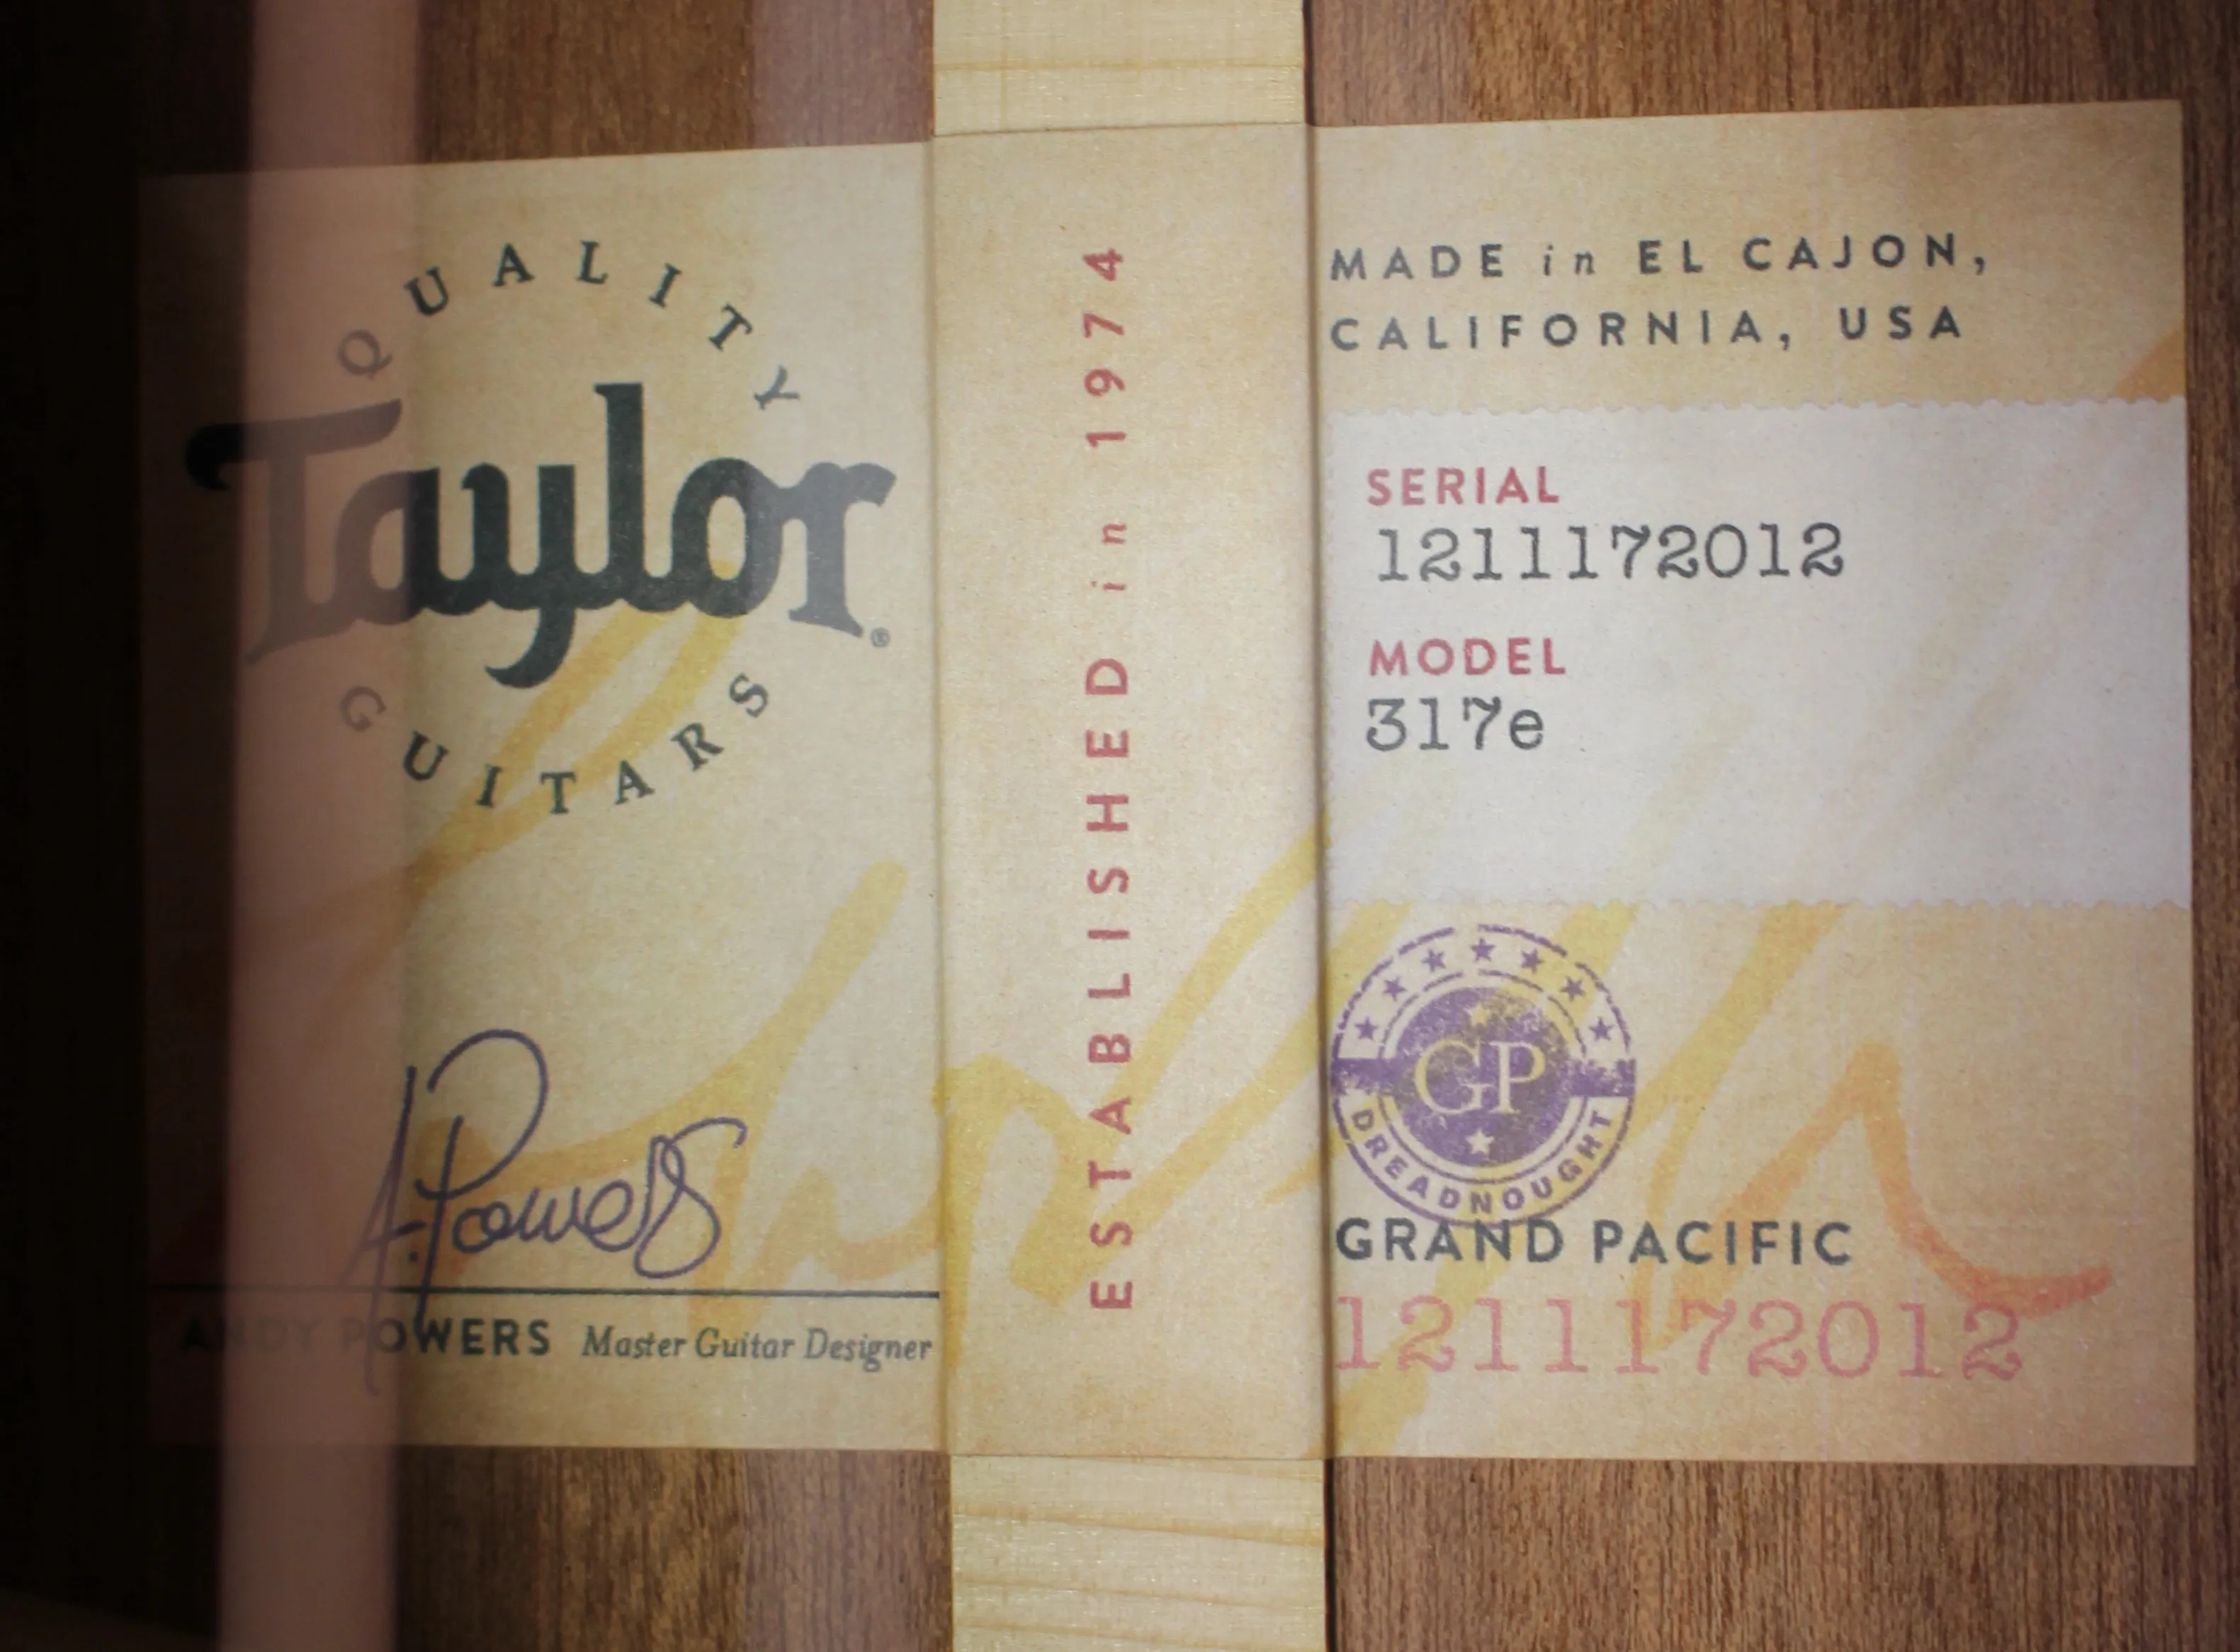 QUALITY
Taylor®
GUITARS
A. Powers
ANDY POWERS Master Guitar Designer
ESTABLISHED in 1974
MADE in EL CAJON,
CALIFORNIA, USA
SERIAL
1211172012
MODEL
317e
GP
DREADNOUGHT
GRAND PACIFIC
1211172012